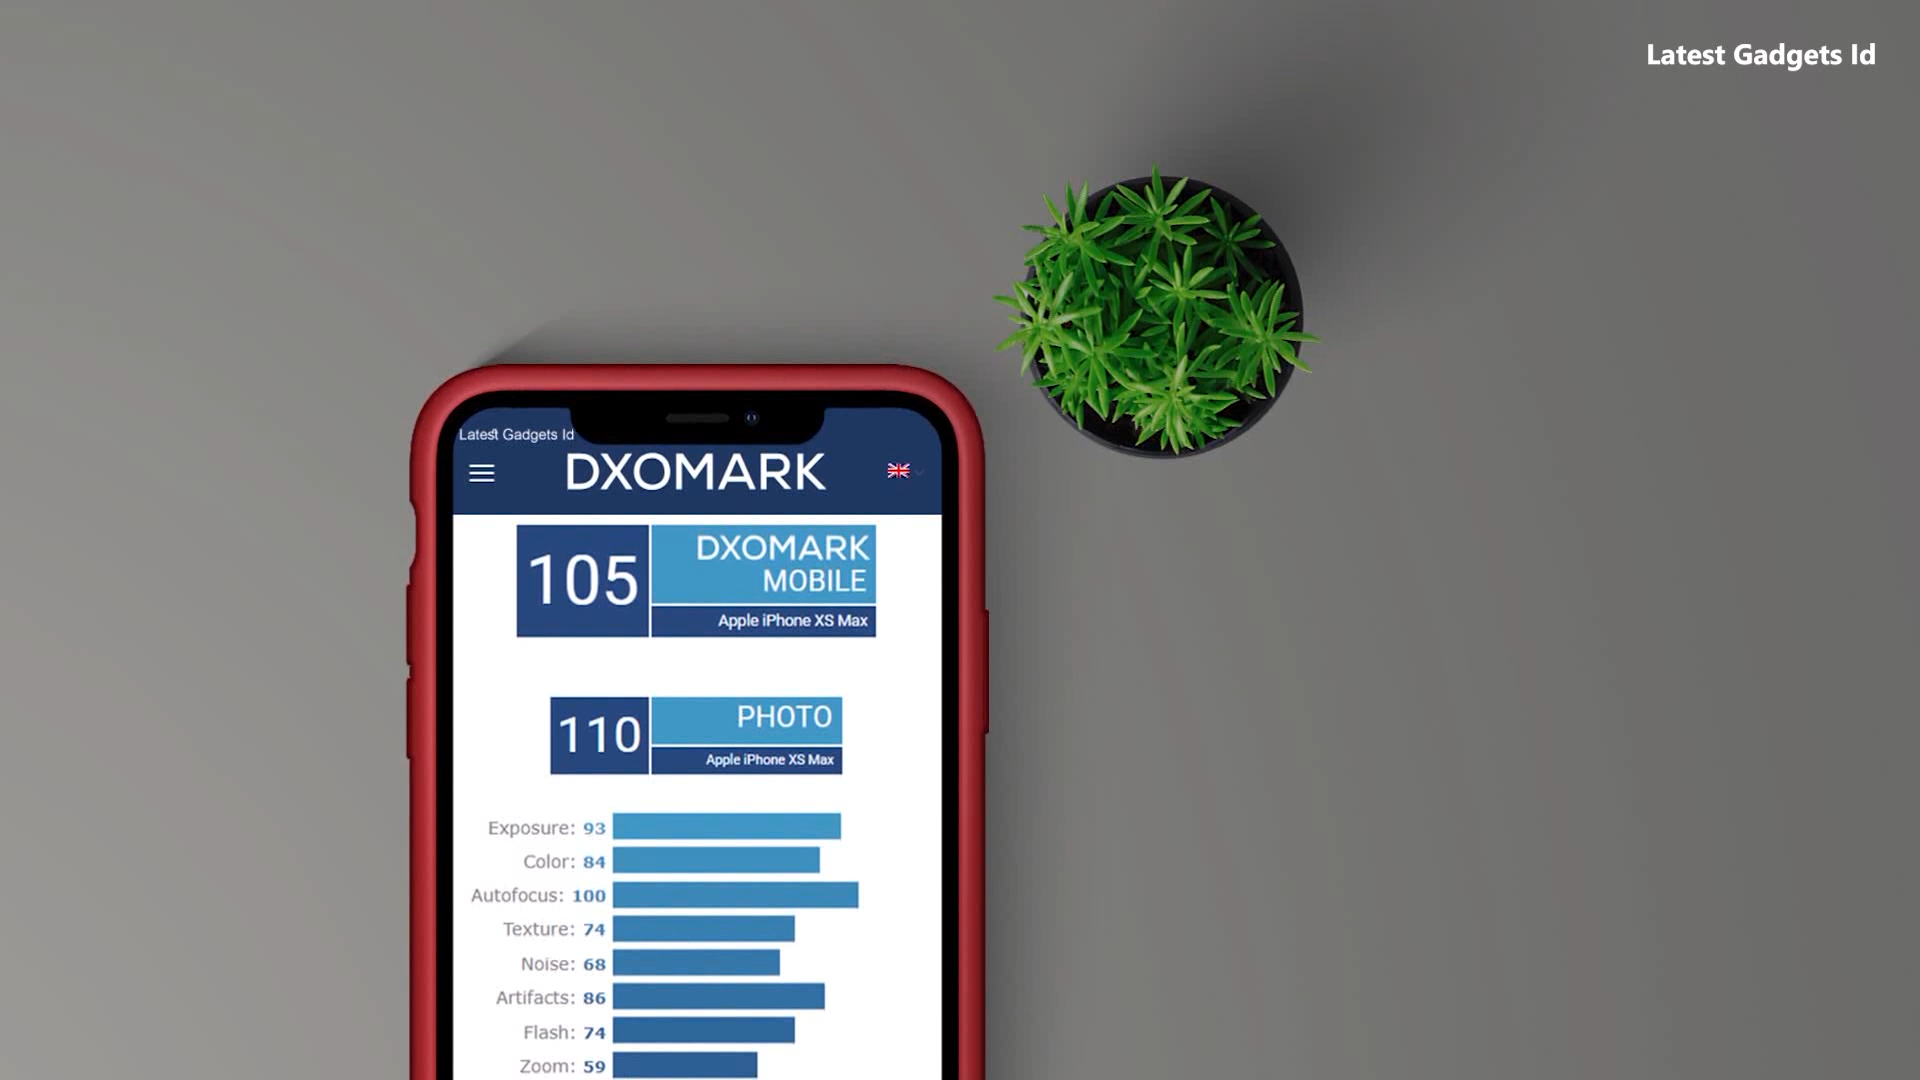 Latest Gadgets Id
Latest Gadgets Id
DXOMARK
105
DXOMARK
MOBILE
Apple iPhone XS Max
110
PHOTO
Apple iPhone XS Max
Exposure: 93
Color: 84
Autofocus: 100
Texture: 74
Noise: 68
Artifacts: 86
Flash: 74
Zoom: 59